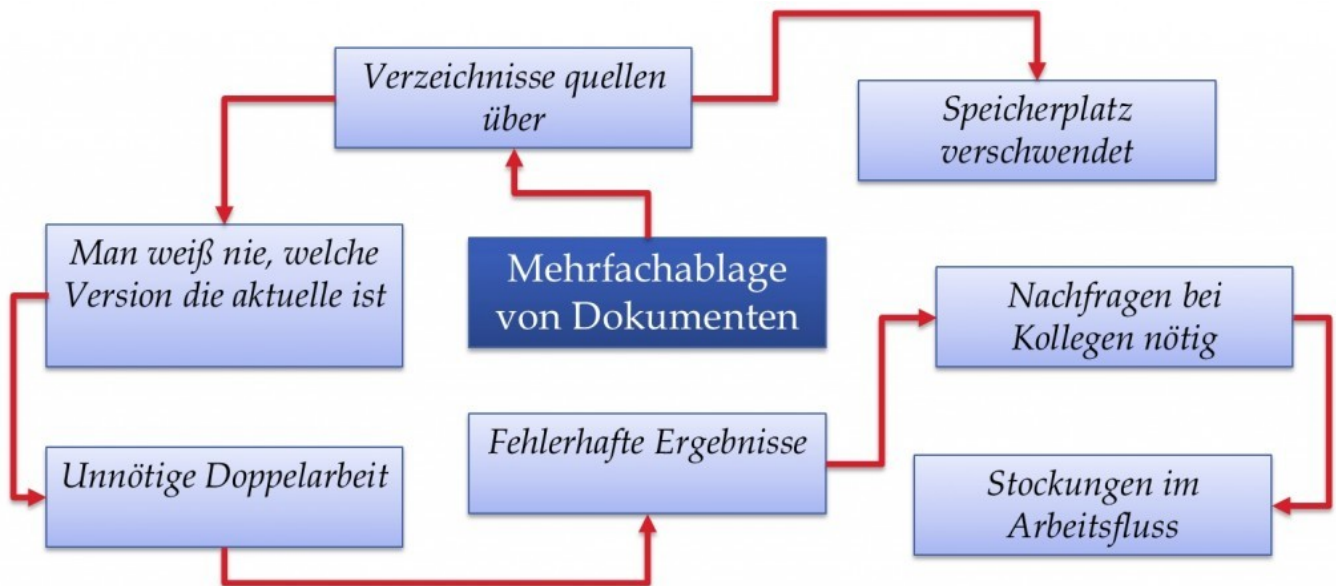 Verzeichnisse quellen
über
Speicherplatz
verschwendet
Man weiß nie, welche
Version die aktuelle ist
Mehrfachablage
von Dokumenten
Nachfragen bei
Kollegen nötig
Unnötige Doppelarbeit
Fehlerhafte Ergebnisse
Stockungen im
Arbeitsfluss